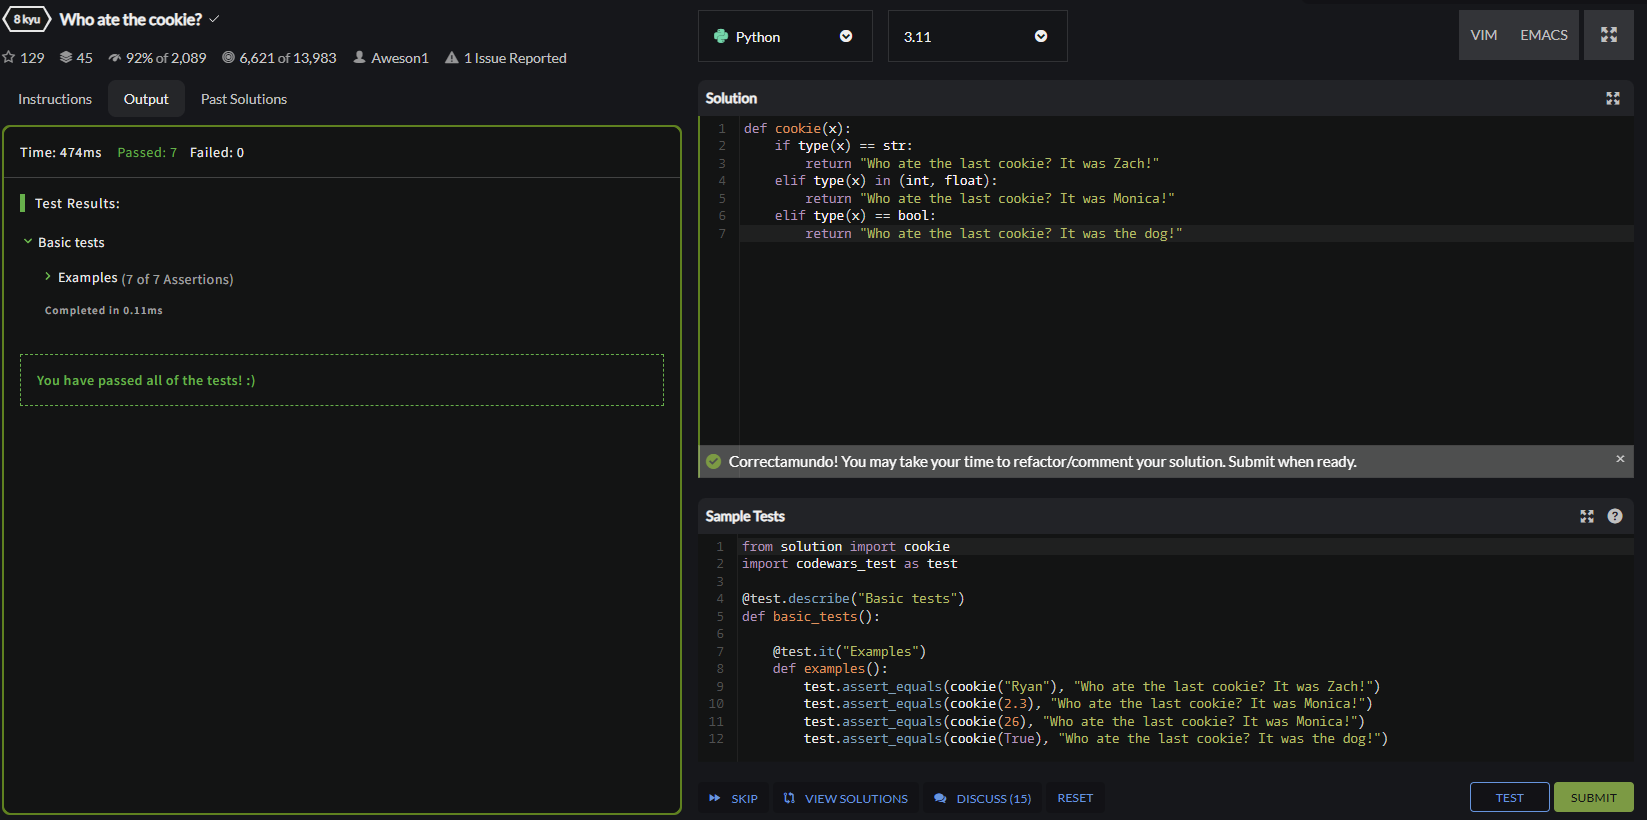 8 kyu Who ate the cookie?
129 45 92% of 2,089 6,621 of 13,983 Aweson1 1 Issue Reported
Instructions Output Past Solutions
Time: 474ms Passed: 7 Failed: 0
Test Results:
Basic tests
Examples (7 of 7 Assertions)
Completed in 0.11ms
You have passed all of the tests! :)
Python 3.11 VIM EMACS
Solution
1 def cookie(x):
2     if type(x) == str:
3         return "Who ate the last cookie? It was Zach!"
4     elif type(x) in (int, float):
5         return "Who ate the last cookie? It was Monica!"
6     elif type(x) == bool:
7         return "Who ate the last cookie? It was the dog!"
Correctamundo! You may take your time to refactor/comment your solution. Submit when ready. ×
Sample Tests ?
1 from solution import cookie
2 import codewars_test as test
3
4 @test.describe("Basic tests")
5 def basic_tests():
6
7     @test.it("Examples")
8     def examples():
9         test.assert_equals(cookie("Ryan"), "Who ate the last cookie? It was Zach!")
10         test.assert_equals(cookie(2.3), "Who ate the last cookie? It was Monica!")
11         test.assert_equals(cookie(26), "Who ate the last cookie? It was Monica!")
12         test.assert_equals(cookie(True), "Who ate the last cookie? It was the dog!")
SKIP VIEW SOLUTIONS DISCUSS (15) RESET TEST SUBMIT